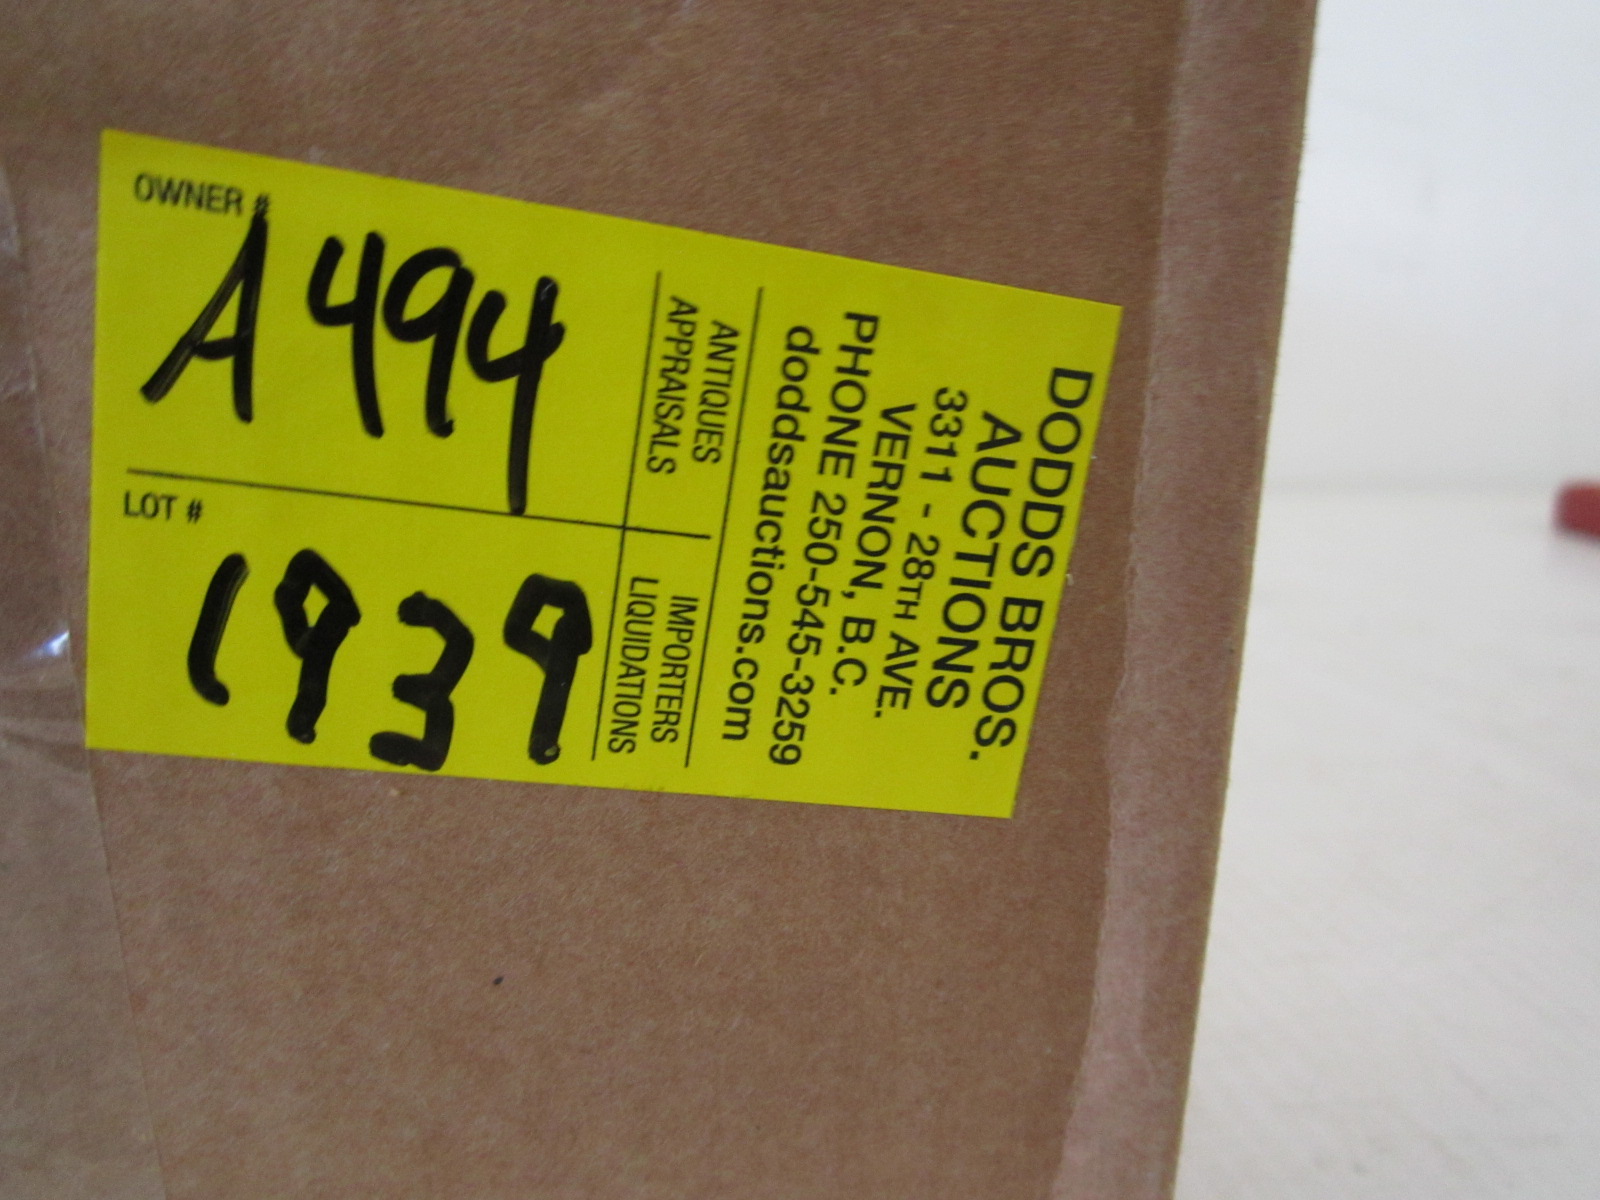 DODDS BROS.
AUCTIONS
3311 - 28TH AVE.
VERNON, B.C.
PHONE 250-545-3259
doddsauctions.com
ANTIQUES
APPRAISALS
IMPORTERS
LIQUIDATIONS
OWNER #
A494
LOT #
1939